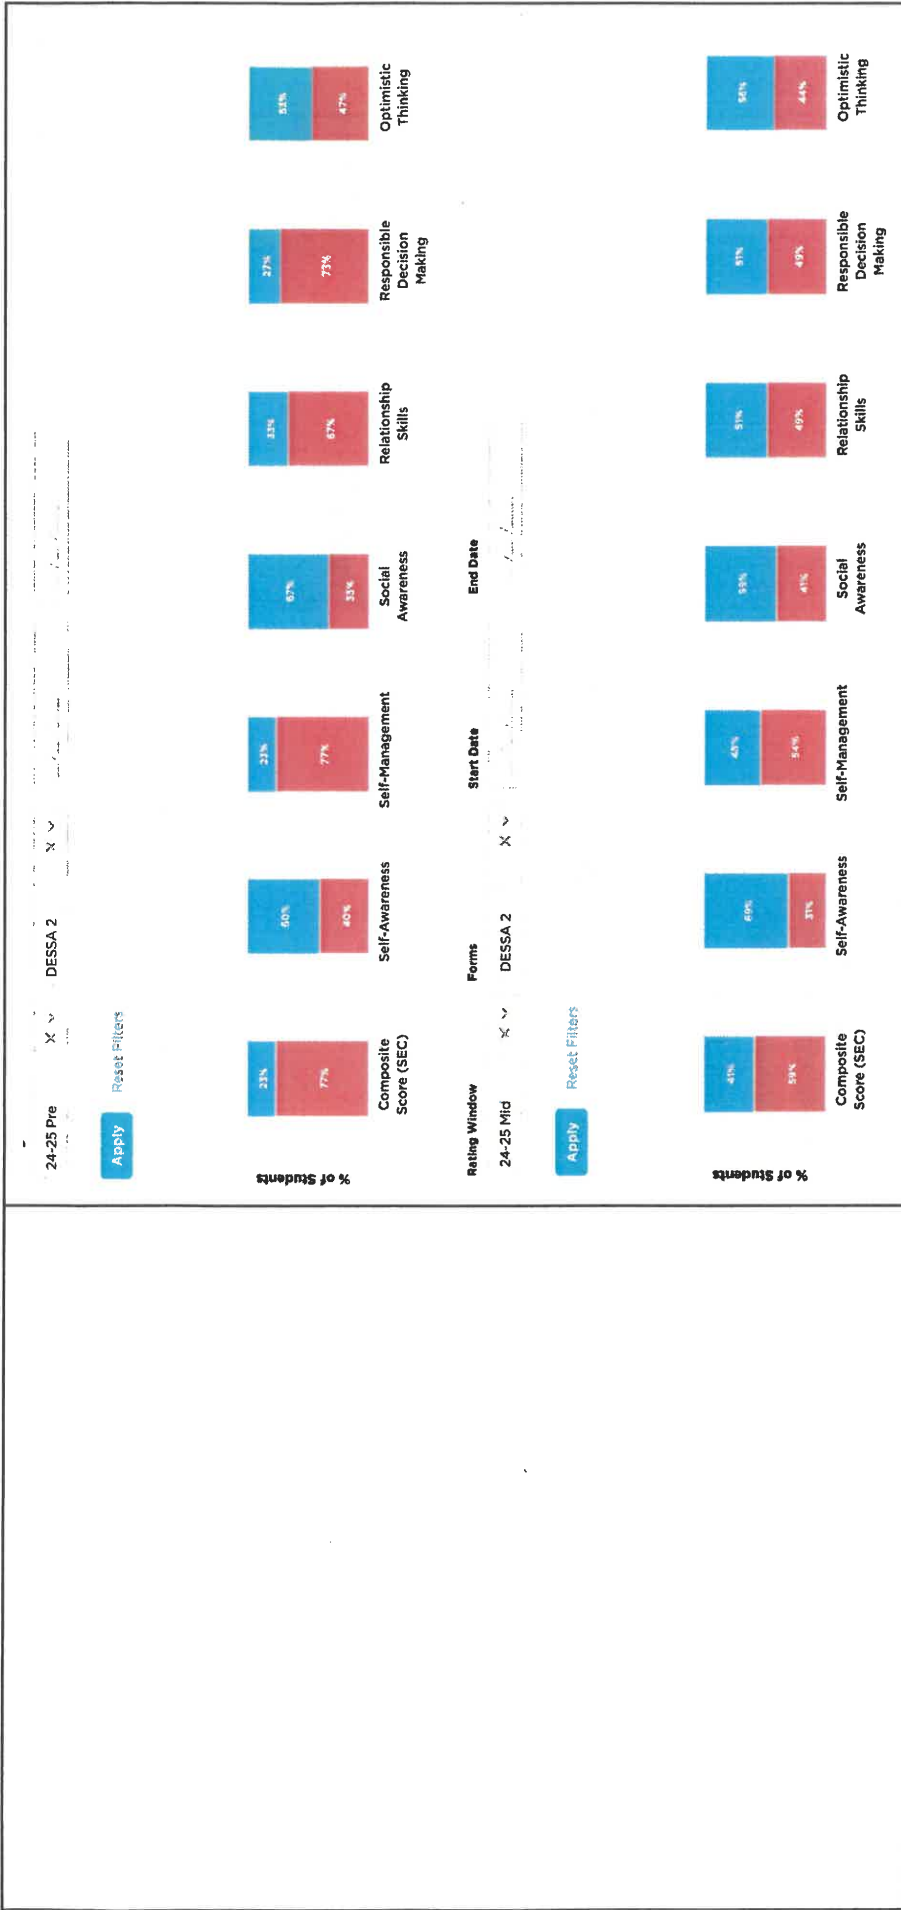 24-25 Pre DESSA 2
Apply Reset Filters
% of Students
23% 60% 23% 67% 33% 27% 53%
77% 40% 77% 33% 67% 73% 47%
Composite Self-Awareness Self-Management Social Relationship Responsible Optimistic
Score (SEC) Awareness Skills Decision Thinking
Making
Rating Window Forms Start Date End Date
24-25 Mid DESSA 2
Apply Reset Filters
% of Students
41% 69% 59% 51% 51% 56%
59% 31% 54% 41% 49% 49% 44%
Composite Self-Awareness Self-Management Social Relationship Responsible Optimistic
Score (SEC) Awareness Skills Decision Thinking
Making